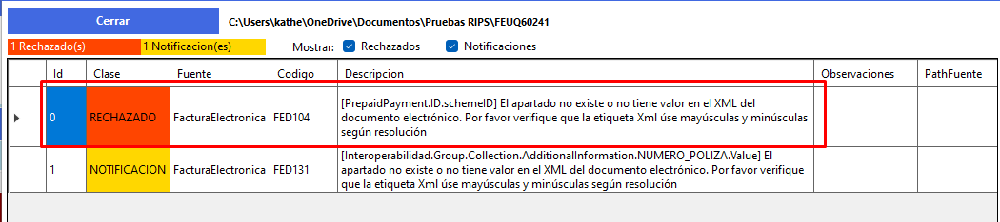 Cerrar
C:\Users\kathe\OneDrive\Documentos\Pruebas RIPS\FEUQ60241
1 Rechazado(s) 1 Notificacion(es) Mostrar: Rechazados Notificaciones
Id Clase Fuente Codigo Descripcion Observaciones PathFuente
[PrepaidPayment.ID.schemeID] El apartado no existe o no tiene valor en el XML del
0 RECHAZADO FacturaElectronica FED104 documento electrónico. Por favor verifique que la etiqueta Xml úse mayúsculas y minúsculas
según resolución
[Interoperabilidad.Group.Collection.AdditionalInformation.NUMERO_POLIZA.Value] El
1 NOTIFICACION FacturaElectronica FED131 apartado no existe o no tiene valor en el XML del documento electrónico. Por favor verifique
que la etiqueta Xml úse mayúsculas y minúsculas según resolución